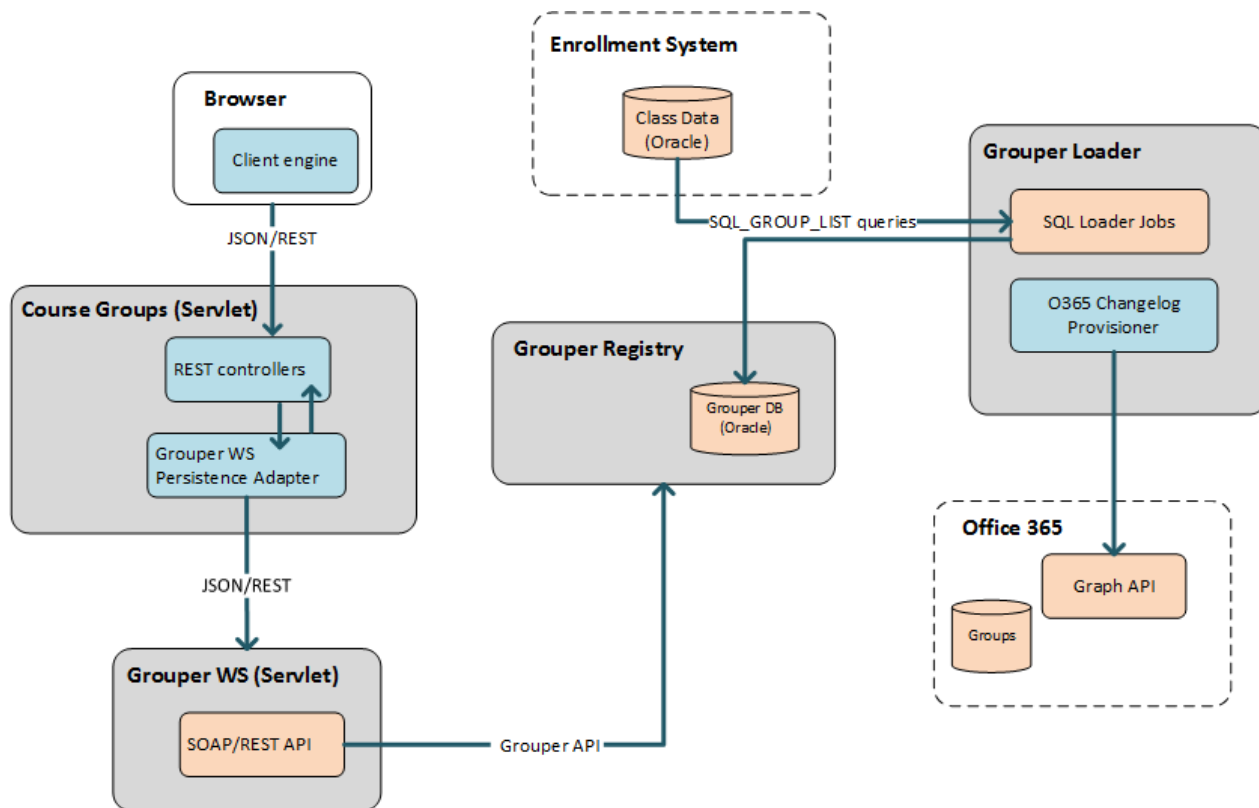 Enrollment System
Class Data
(Oracle)
Browser
Client engine
JSON/REST
Course Groups (Servlet)
REST controllers
Grouper WS
Persistence Adapter
JSON/REST
Grouper WS (Servlet)
SOAP/REST API
Grouper API
Grouper Registry
Grouper DB
(Oracle)
SQL_GROUP_LIST queries
Grouper Loader
SQL Loader Jobs
O365 Changelog
Provisioner
Office 365
Graph API
Groups